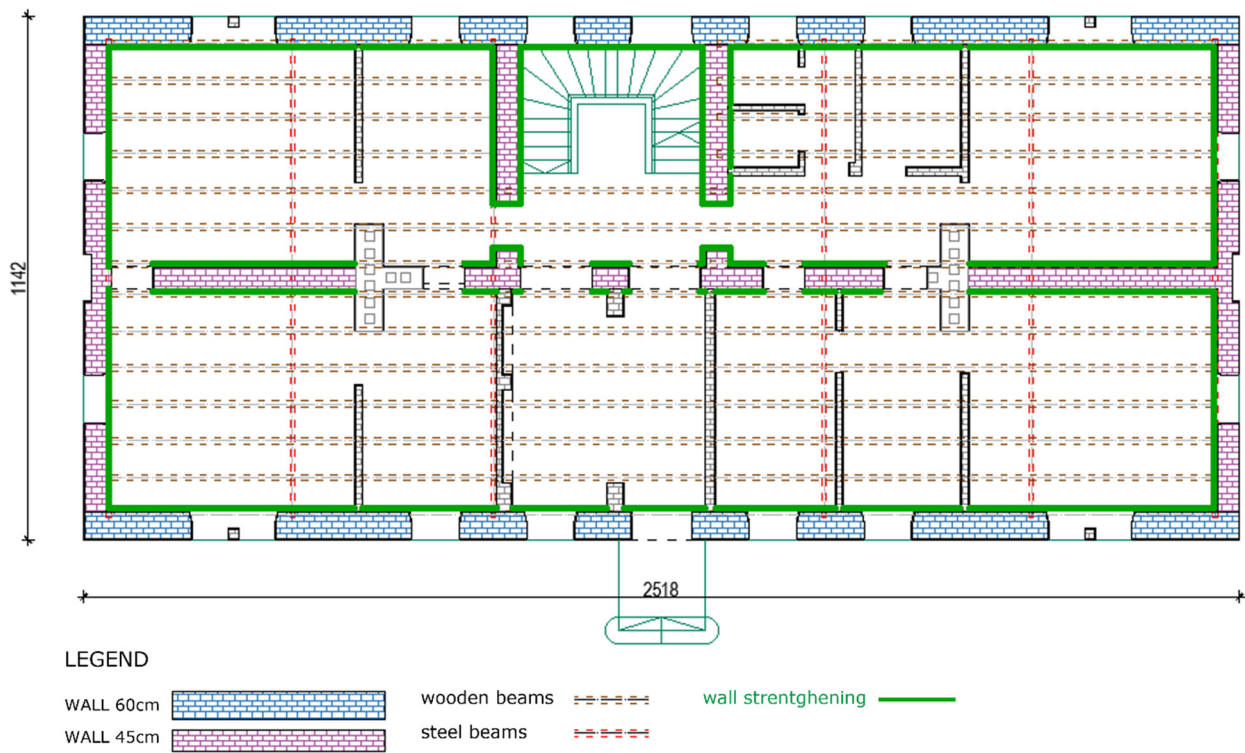 1142
2518
LEGEND
WALL 60cm
wooden beams
wall strentghening
WALL 45cm
steel beams